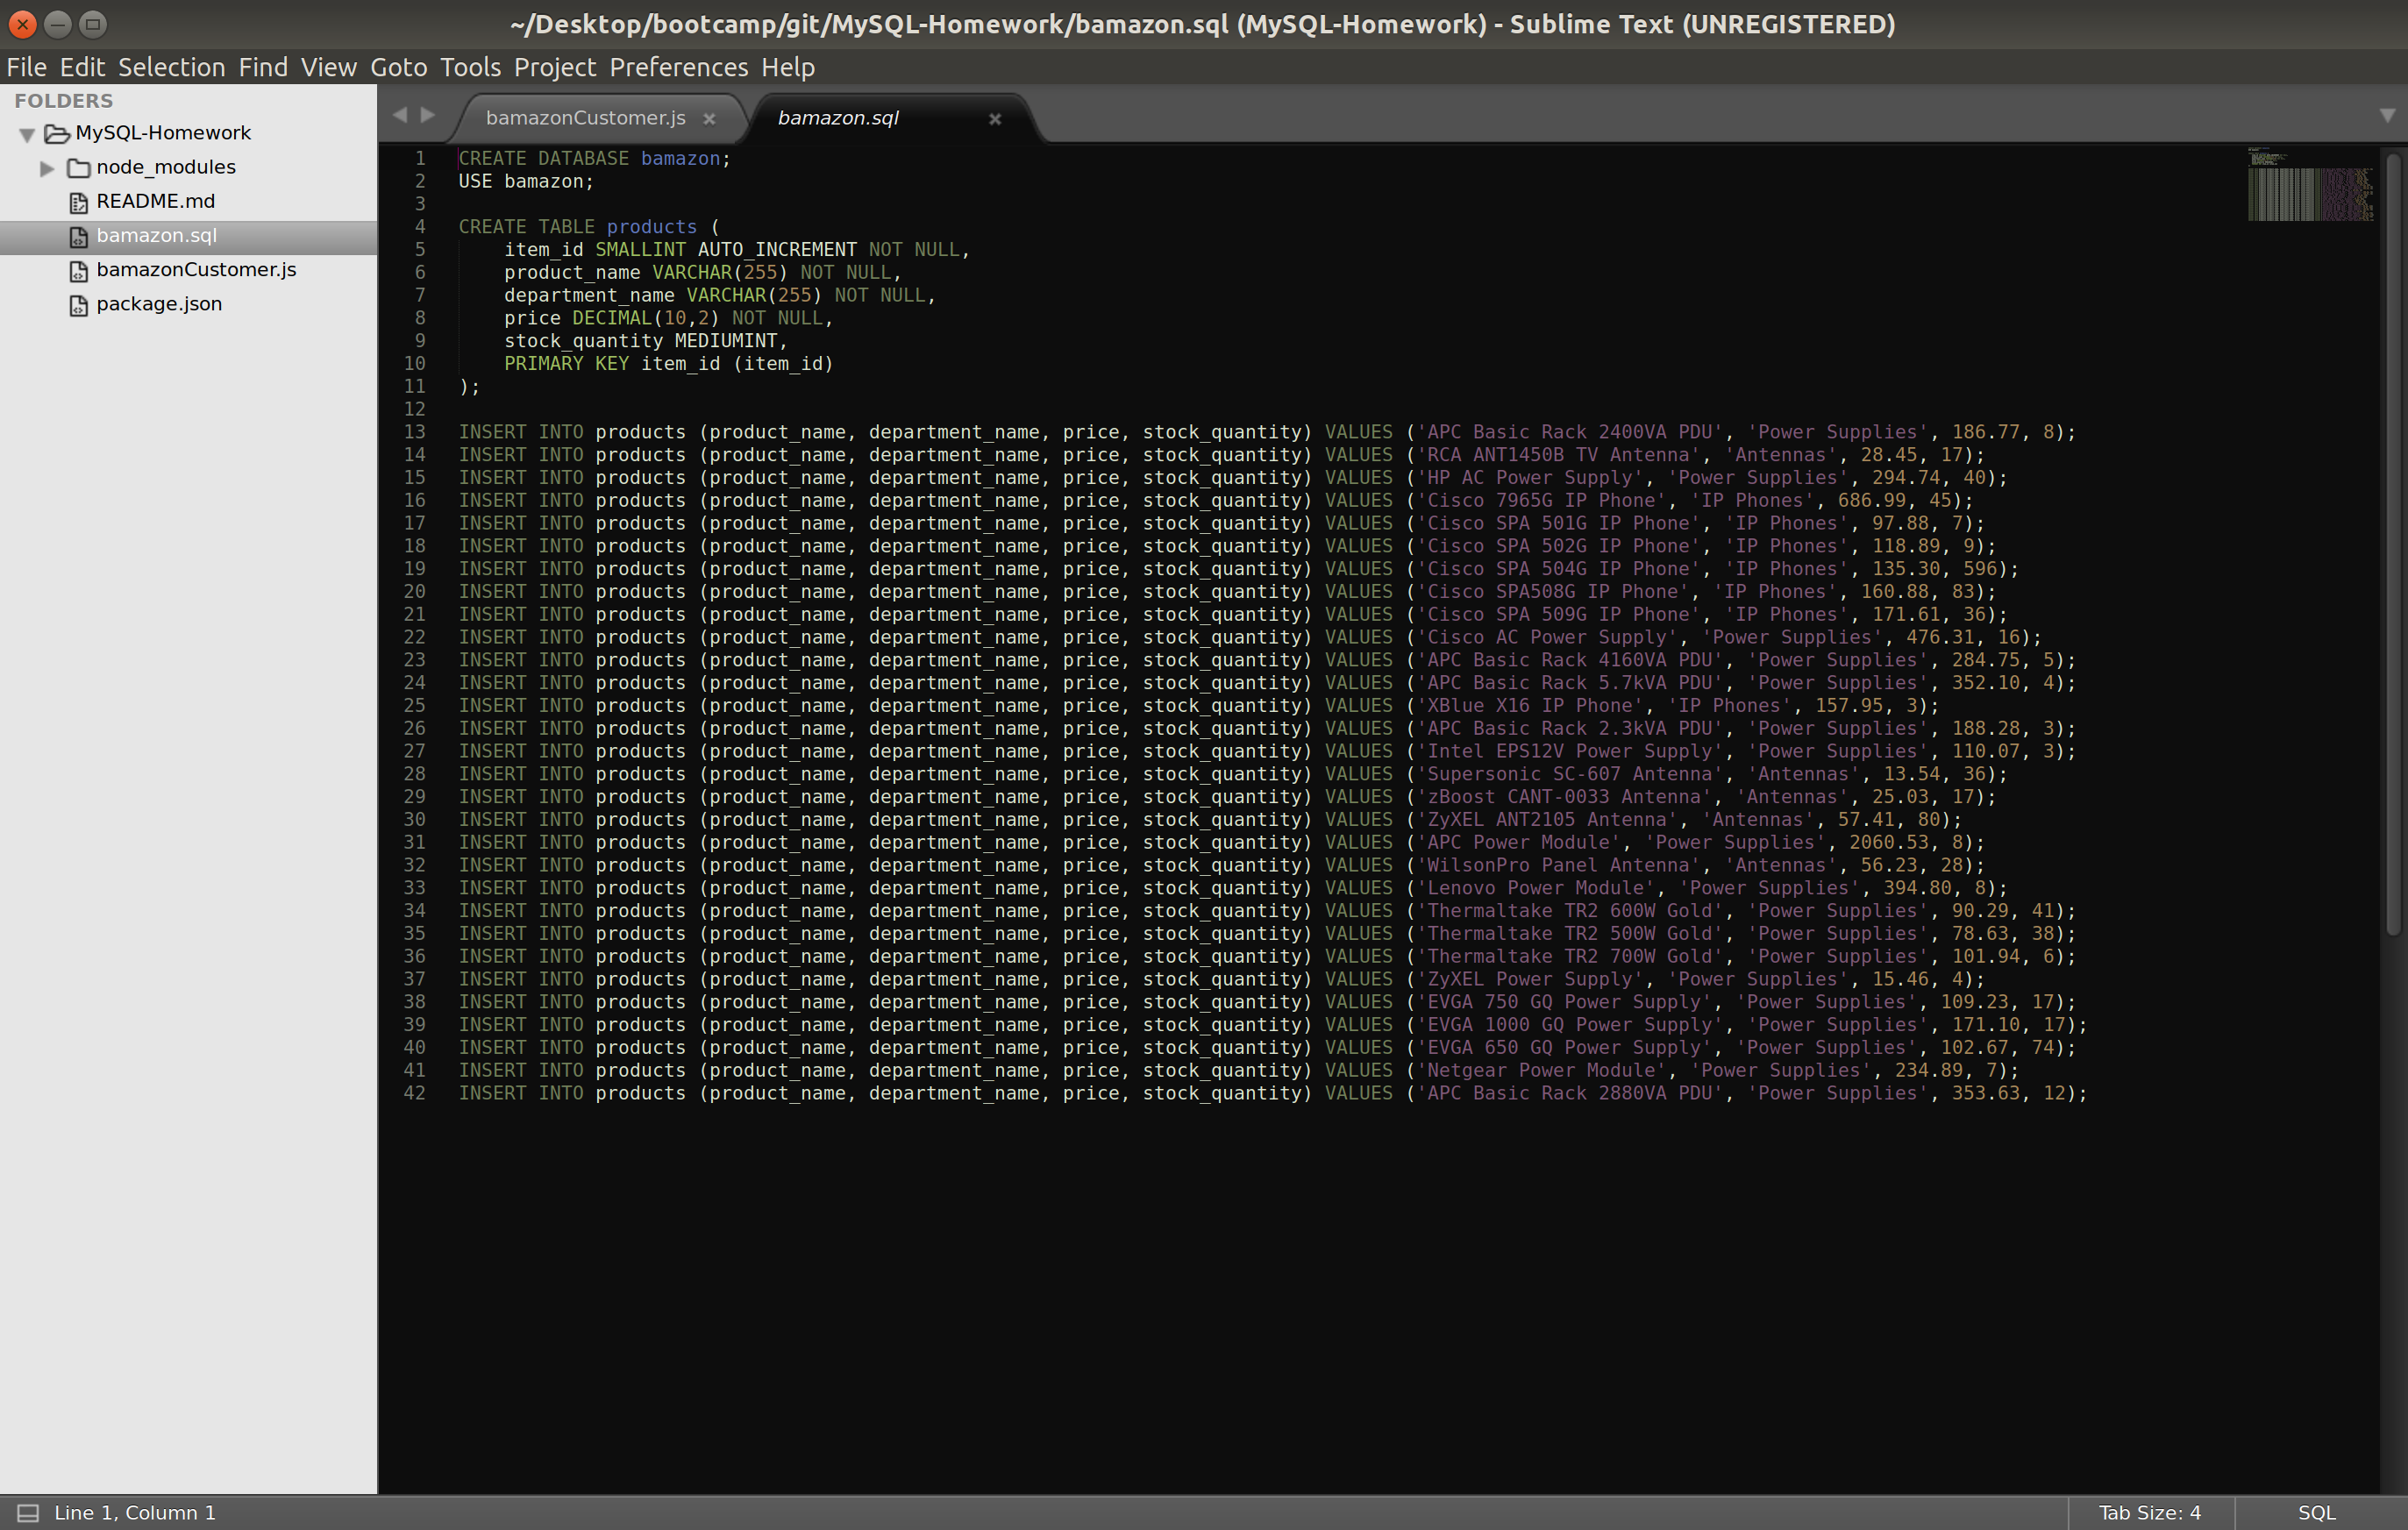 ~/Desktop/bootcamp/git/MySQL-Homework/bamazon.sql (MySQL-Homework) - Sublime Text (UNREGISTERED)
File Edit Selection Find View Goto Tools Project Preferences Help
FOLDERS
MySQL-Homework
node_modules
README.md
bamazon.sql
bamazonCustomer.js
package.json
bamazonCustomer.js bamazon.sql
1 CREATE DATABASE bamazon;
2 USE bamazon;
3
4 CREATE TABLE products (
5 item_id SMALLINT AUTO_INCREMENT NOT NULL,
6 product_name VARCHAR(255) NOT NULL,
7 department_name VARCHAR(255) NOT NULL,
8 price DECIMAL(10,2) NOT NULL,
9 stock_quantity MEDIUMINT,
10 PRIMARY KEY item_id (item_id)
11 );
12
13 INSERT INTO products (product_name, department_name, price, stock_quantity) VALUES ('APC Basic Rack 2400VA PDU', 'Power Supplies', 186.77, 8);
14 INSERT INTO products (product_name, department_name, price, stock_quantity) VALUES ('RCA ANT1450B TV Antenna', 'Antennas', 28.45, 17);
15 INSERT INTO products (product_name, department_name, price, stock_quantity) VALUES ('HP AC Power Supply', 'Power Supplies', 294.74, 40);
16 INSERT INTO products (product_name, department_name, price, stock_quantity) VALUES ('Cisco 7965G IP Phone', 'IP Phones', 686.99, 45);
17 INSERT INTO products (product_name, department_name, price, stock_quantity) VALUES ('Cisco SPA 501G IP Phone', 'IP Phones', 97.88, 7);
18 INSERT INTO products (product_name, department_name, price, stock_quantity) VALUES ('Cisco SPA 502G IP Phone', 'IP Phones', 118.89, 9);
19 INSERT INTO products (product_name, department_name, price, stock_quantity) VALUES ('Cisco SPA 504G IP Phone', 'IP Phones', 135.30, 596);
20 INSERT INTO products (product_name, department_name, price, stock_quantity) VALUES ('Cisco SPA508G IP Phone', 'IP Phones', 160.88, 83);
21 INSERT INTO products (product_name, department_name, price, stock_quantity) VALUES ('Cisco SPA 509G IP Phone', 'IP Phones', 171.61, 36);
22 INSERT INTO products (product_name, department_name, price, stock_quantity) VALUES ('Cisco AC Power Supply', 'Power Supplies', 476.31, 16);
23 INSERT INTO products (product_name, department_name, price, stock_quantity) VALUES ('APC Basic Rack 4160VA PDU', 'Power Supplies', 284.75, 5);
24 INSERT INTO products (product_name, department_name, price, stock_quantity) VALUES ('APC Basic Rack 5.7kVA PDU', 'Power Supplies', 352.10, 4);
25 INSERT INTO products (product_name, department_name, price, stock_quantity) VALUES ('XBlue X16 IP Phone', 'IP Phones', 157.95, 3);
26 INSERT INTO products (product_name, department_name, price, stock_quantity) VALUES ('APC Basic Rack 2.3kVA PDU', 'Power Supplies', 188.28, 3);
27 INSERT INTO products (product_name, department_name, price, stock_quantity) VALUES ('Intel EPS12V Power Supply', 'Power Supplies', 110.07, 3);
28 INSERT INTO products (product_name, department_name, price, stock_quantity) VALUES ('Supersonic SC-607 Antenna', 'Antennas', 13.54, 36);
29 INSERT INTO products (product_name, department_name, price, stock_quantity) VALUES ('zBoost CANT-0033 Antenna', 'Antennas', 25.03, 17);
30 INSERT INTO products (product_name, department_name, price, stock_quantity) VALUES ('ZyXEL ANT2105 Antenna', 'Antennas', 57.41, 80);
31 INSERT INTO products (product_name, department_name, price, stock_quantity) VALUES ('APC Power Module', 'Power Supplies', 2060.53, 8);
32 INSERT INTO products (product_name, department_name, price, stock_quantity) VALUES ('WilsonPro Panel Antenna', 'Antennas', 56.23, 28);
33 INSERT INTO products (product_name, department_name, price, stock_quantity) VALUES ('Lenovo Power Module', 'Power Supplies', 394.80, 8);
34 INSERT INTO products (product_name, department_name, price, stock_quantity) VALUES ('Thermaltake TR2 600W Gold', 'Power Supplies', 90.29, 41);
35 INSERT INTO products (product_name, department_name, price, stock_quantity) VALUES ('Thermaltake TR2 500W Gold', 'Power Supplies', 78.63, 38);
36 INSERT INTO products (product_name, department_name, price, stock_quantity) VALUES ('Thermaltake TR2 700W Gold', 'Power Supplies', 101.94, 6);
37 INSERT INTO products (product_name, department_name, price, stock_quantity) VALUES ('ZyXEL Power Supply', 'Power Supplies', 15.46, 4);
38 INSERT INTO products (product_name, department_name, price, stock_quantity) VALUES ('EVGA 750 GQ Power Supply', 'Power Supplies', 109.23, 17);
39 INSERT INTO products (product_name, department_name, price, stock_quantity) VALUES ('EVGA 1000 GQ Power Supply', 'Power Supplies', 171.10, 17);
40 INSERT INTO products (product_name, department_name, price, stock_quantity) VALUES ('EVGA 650 GQ Power Supply', 'Power Supplies', 102.67, 74);
41 INSERT INTO products (product_name, department_name, price, stock_quantity) VALUES ('Netgear Power Module', 'Power Supplies', 234.89, 7);
42 INSERT INTO products (product_name, department_name, price, stock_quantity) VALUES ('APC Basic Rack 2880VA PDU', 'Power Supplies', 353.63, 12);
Line 1, Column 1 Tab Size: 4 SQL